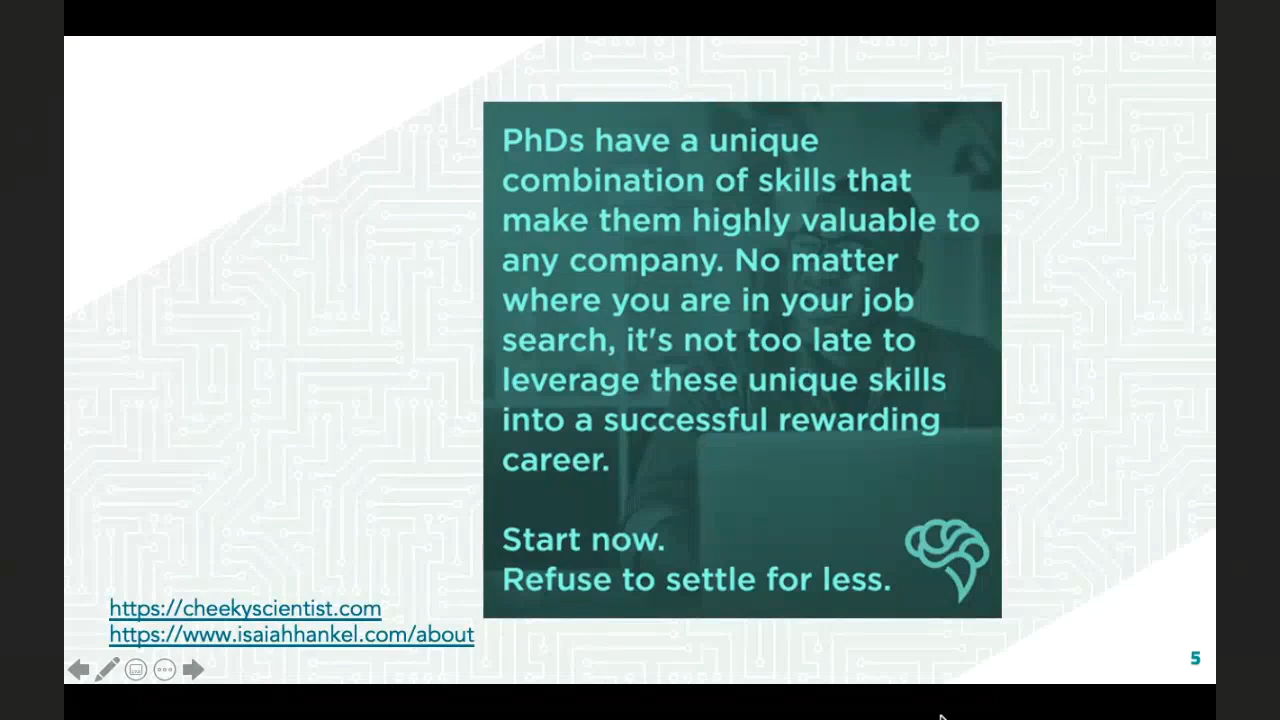 PhDs have a unique
combination of skills that
make them highly valuable to
any company. No matter
where you are in your job
search, it's not too late to
leverage these unique skills
into a successful rewarding
career.
Start now.
Refuse to settle for less.
https://cheekyscientist.com
https://www.isaiahhankel.com/about
5